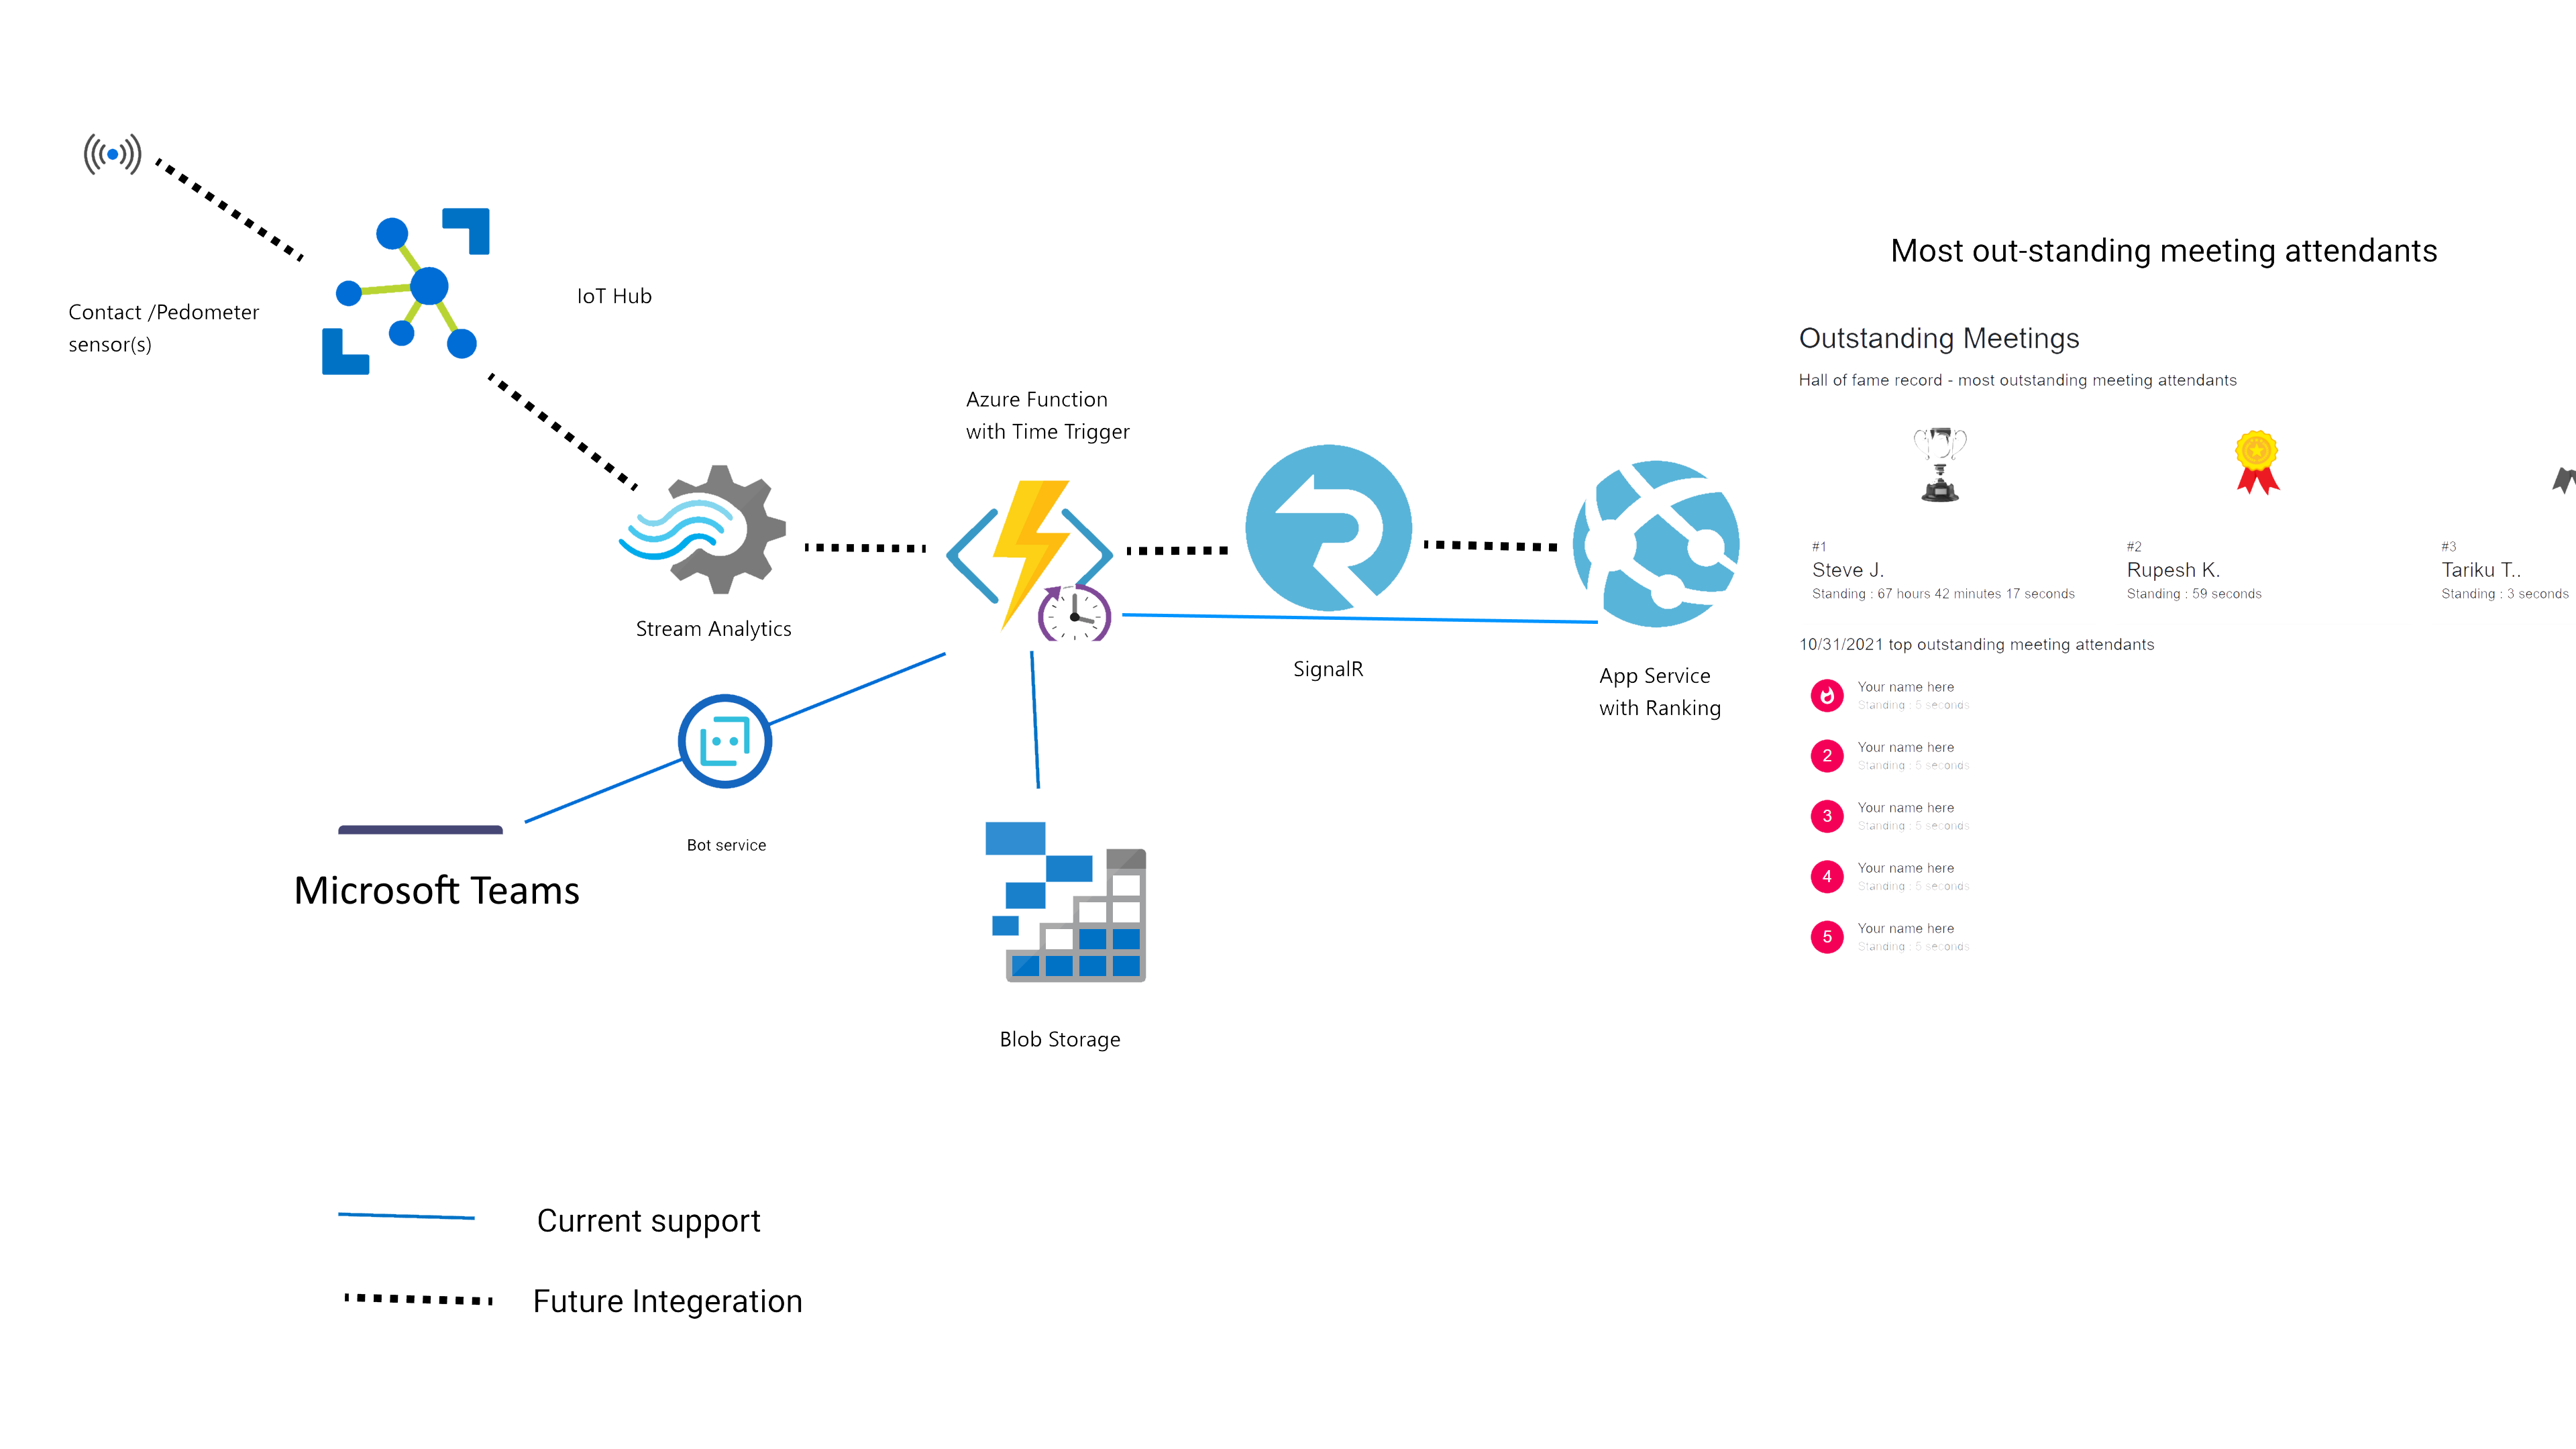 Contact /Pedometer
sensor(s)
IoT Hub
Stream Analytics
Azure Function
with Time Trigger
SignalR
App Service
with Ranking
Bot service
Microsoft Teams
Blob Storage
Current support
Future Integeration
Most out-standing meeting attendants
Outstanding Meetings
Hall of fame record - most outstanding meeting attendants
#1
Steve J.
Standing : 67 hours 42 minutes 17 seconds
#2
Rupesh K.
Standing : 59 seconds
#3
Tariku T..
Standing : 3 seconds
10/31/2021 top outstanding meeting attendants
Your name here
Standing : 5 seconds
2
Your name here
Standing : 5 seconds
3
Your name here
Standing : 5 seconds
4
Your name here
Standing : 5 seconds
5
Your name here
Standing : 5 seconds